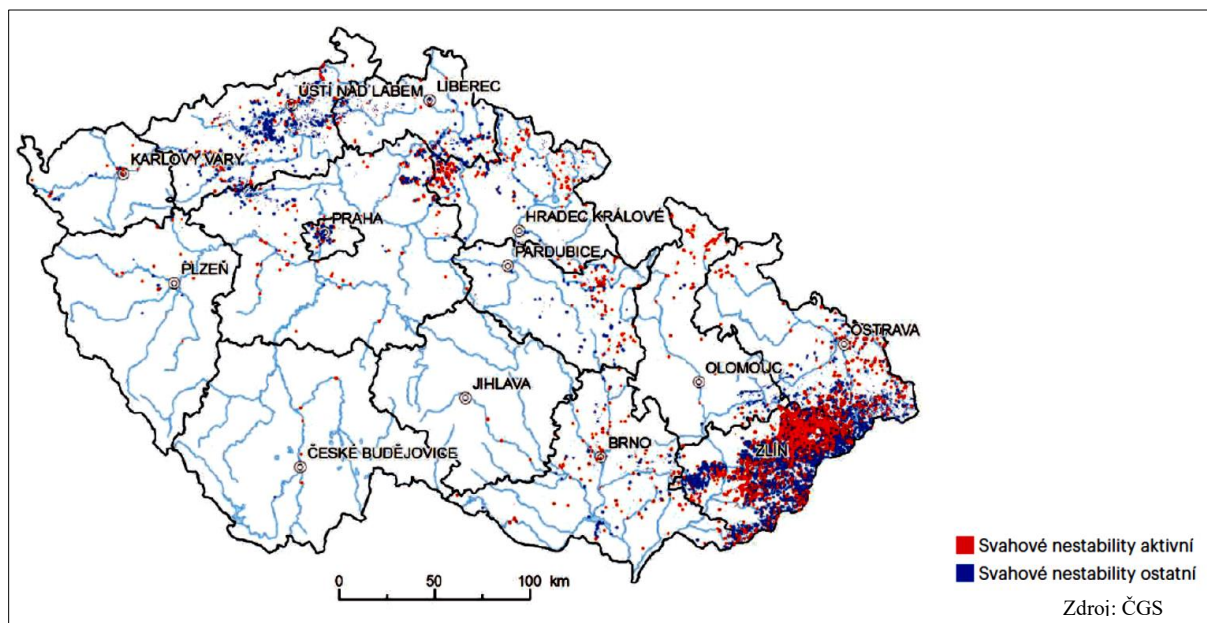 ÚSTÍ NAD LABEM
LIBEREC
KARLOVY VARY
PRAHA
HRADEC KRÁLOVÉ
PARDUBICE
PLZEŇ
OSTRAVA
OLOMOUC
JIHLAVA
BRNO
ZLÍN
ČESKÉ BUDĚJOVICE
0 50 100 km
Svahové nestability aktivní
Svahové nestability ostatní
Zdroj: ČGS